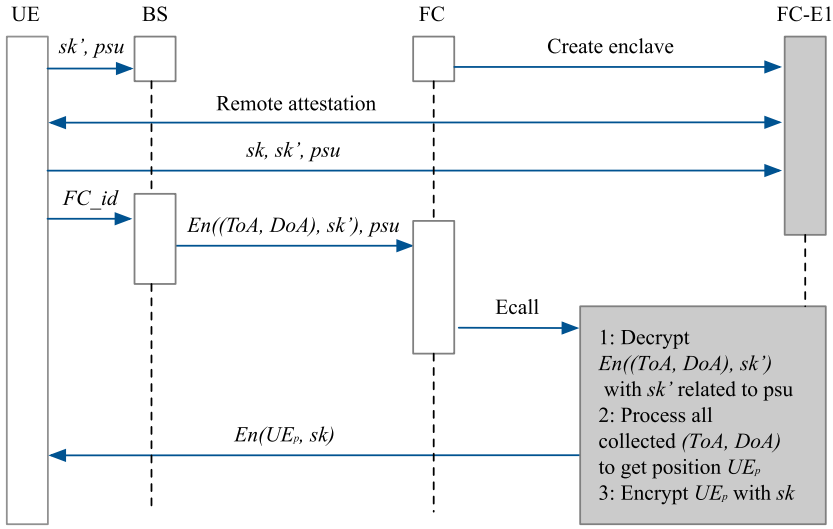 UE
BS
FC
FC-E1
sk’, psu
Create enclave
Remote attestation
sk, sk’, psu
FC_id
En((ToA, DoA), sk’), psu
Ecall
1: Decrypt
En((ToA, DoA), sk’)
with sk’ related to psu
2: Process all
collected (ToA, DoA)
to get position UEₚ
3: Encrypt UEₚ with sk
En(UEₚ, sk)